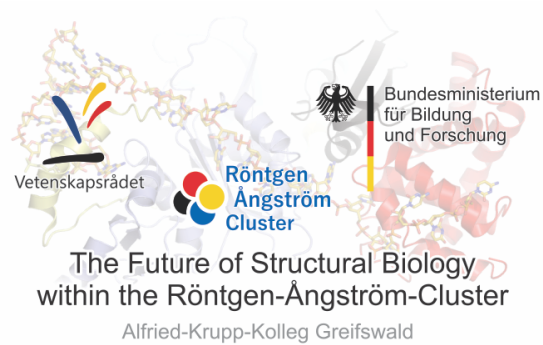 Bundesministerium
für Bildung
und Forschung
Vetenskapsrådet
Röntgen
Ångström
Cluster
The Future of Structural Biology
within the Röntgen-Ångström-Cluster
Alfried-Krupp-Kolleg Greifswald